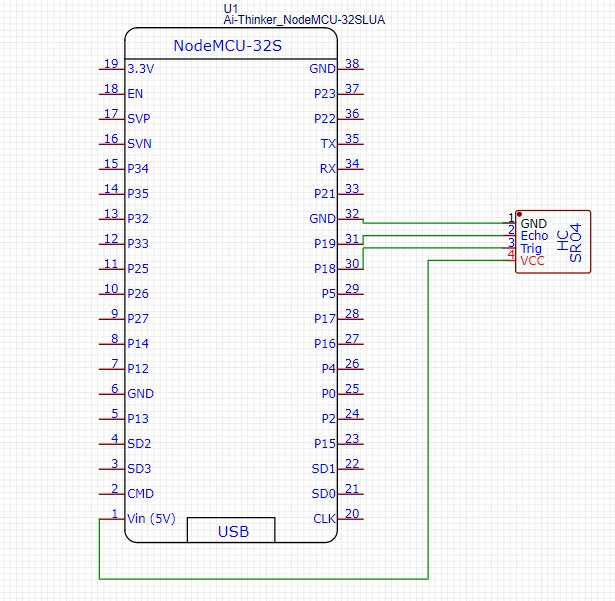 U1
Ai-Thinker_NodeMCU-32SLUA
NodeMCU-32S
19 3.3V GND 38
18 EN P23 37
17 SVP P22 36
16 SVN TX 35
15 P34 RX 34
14 P35 P21 33
13 P32 GND 32
12 P33 P19 31
11 P25 P18 30
10 P26 P5 29
9 P27 P17 28
8 P14 P16 27
7 P12 P4 26
6 GND P0 25
5 P13 P2 24
4 SD2 P15 23
3 SD3 SD1 22
2 CMD SD0 21
1 Vin (5V) CLK 20
USB
1 GND
2 Echo
3 Trig
4 VCC
HC
SR04